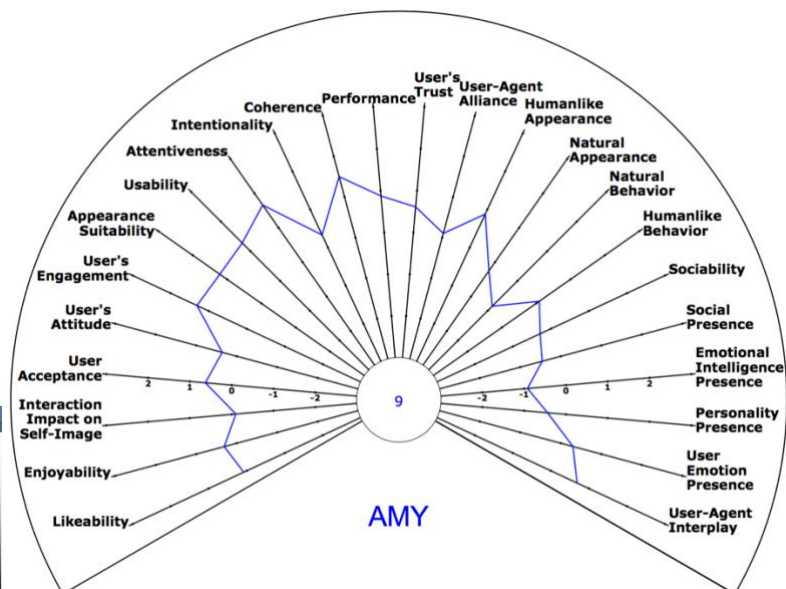 User's
Trust
User-Agent
Alliance
Performance
Humanlike
Appearance
Coherence
Intentionality
Natural
Appearance
Attentiveness
Natural
Behavior
Usability
Appearance
Suitability
Humanlike
Behavior
User's
Engagement
Sociability
User's
Attitude
Social
Presence
User
Acceptance
2 1 0 -1 -2
-2 -1 0 1 2
Emotional
Intelligence
Presence
9
Interaction
Impact on
Self-Image
Personality
Presence
Enjoyability
User
Emotion
Presence
Likeability
AMY
User-Agent
Interplay